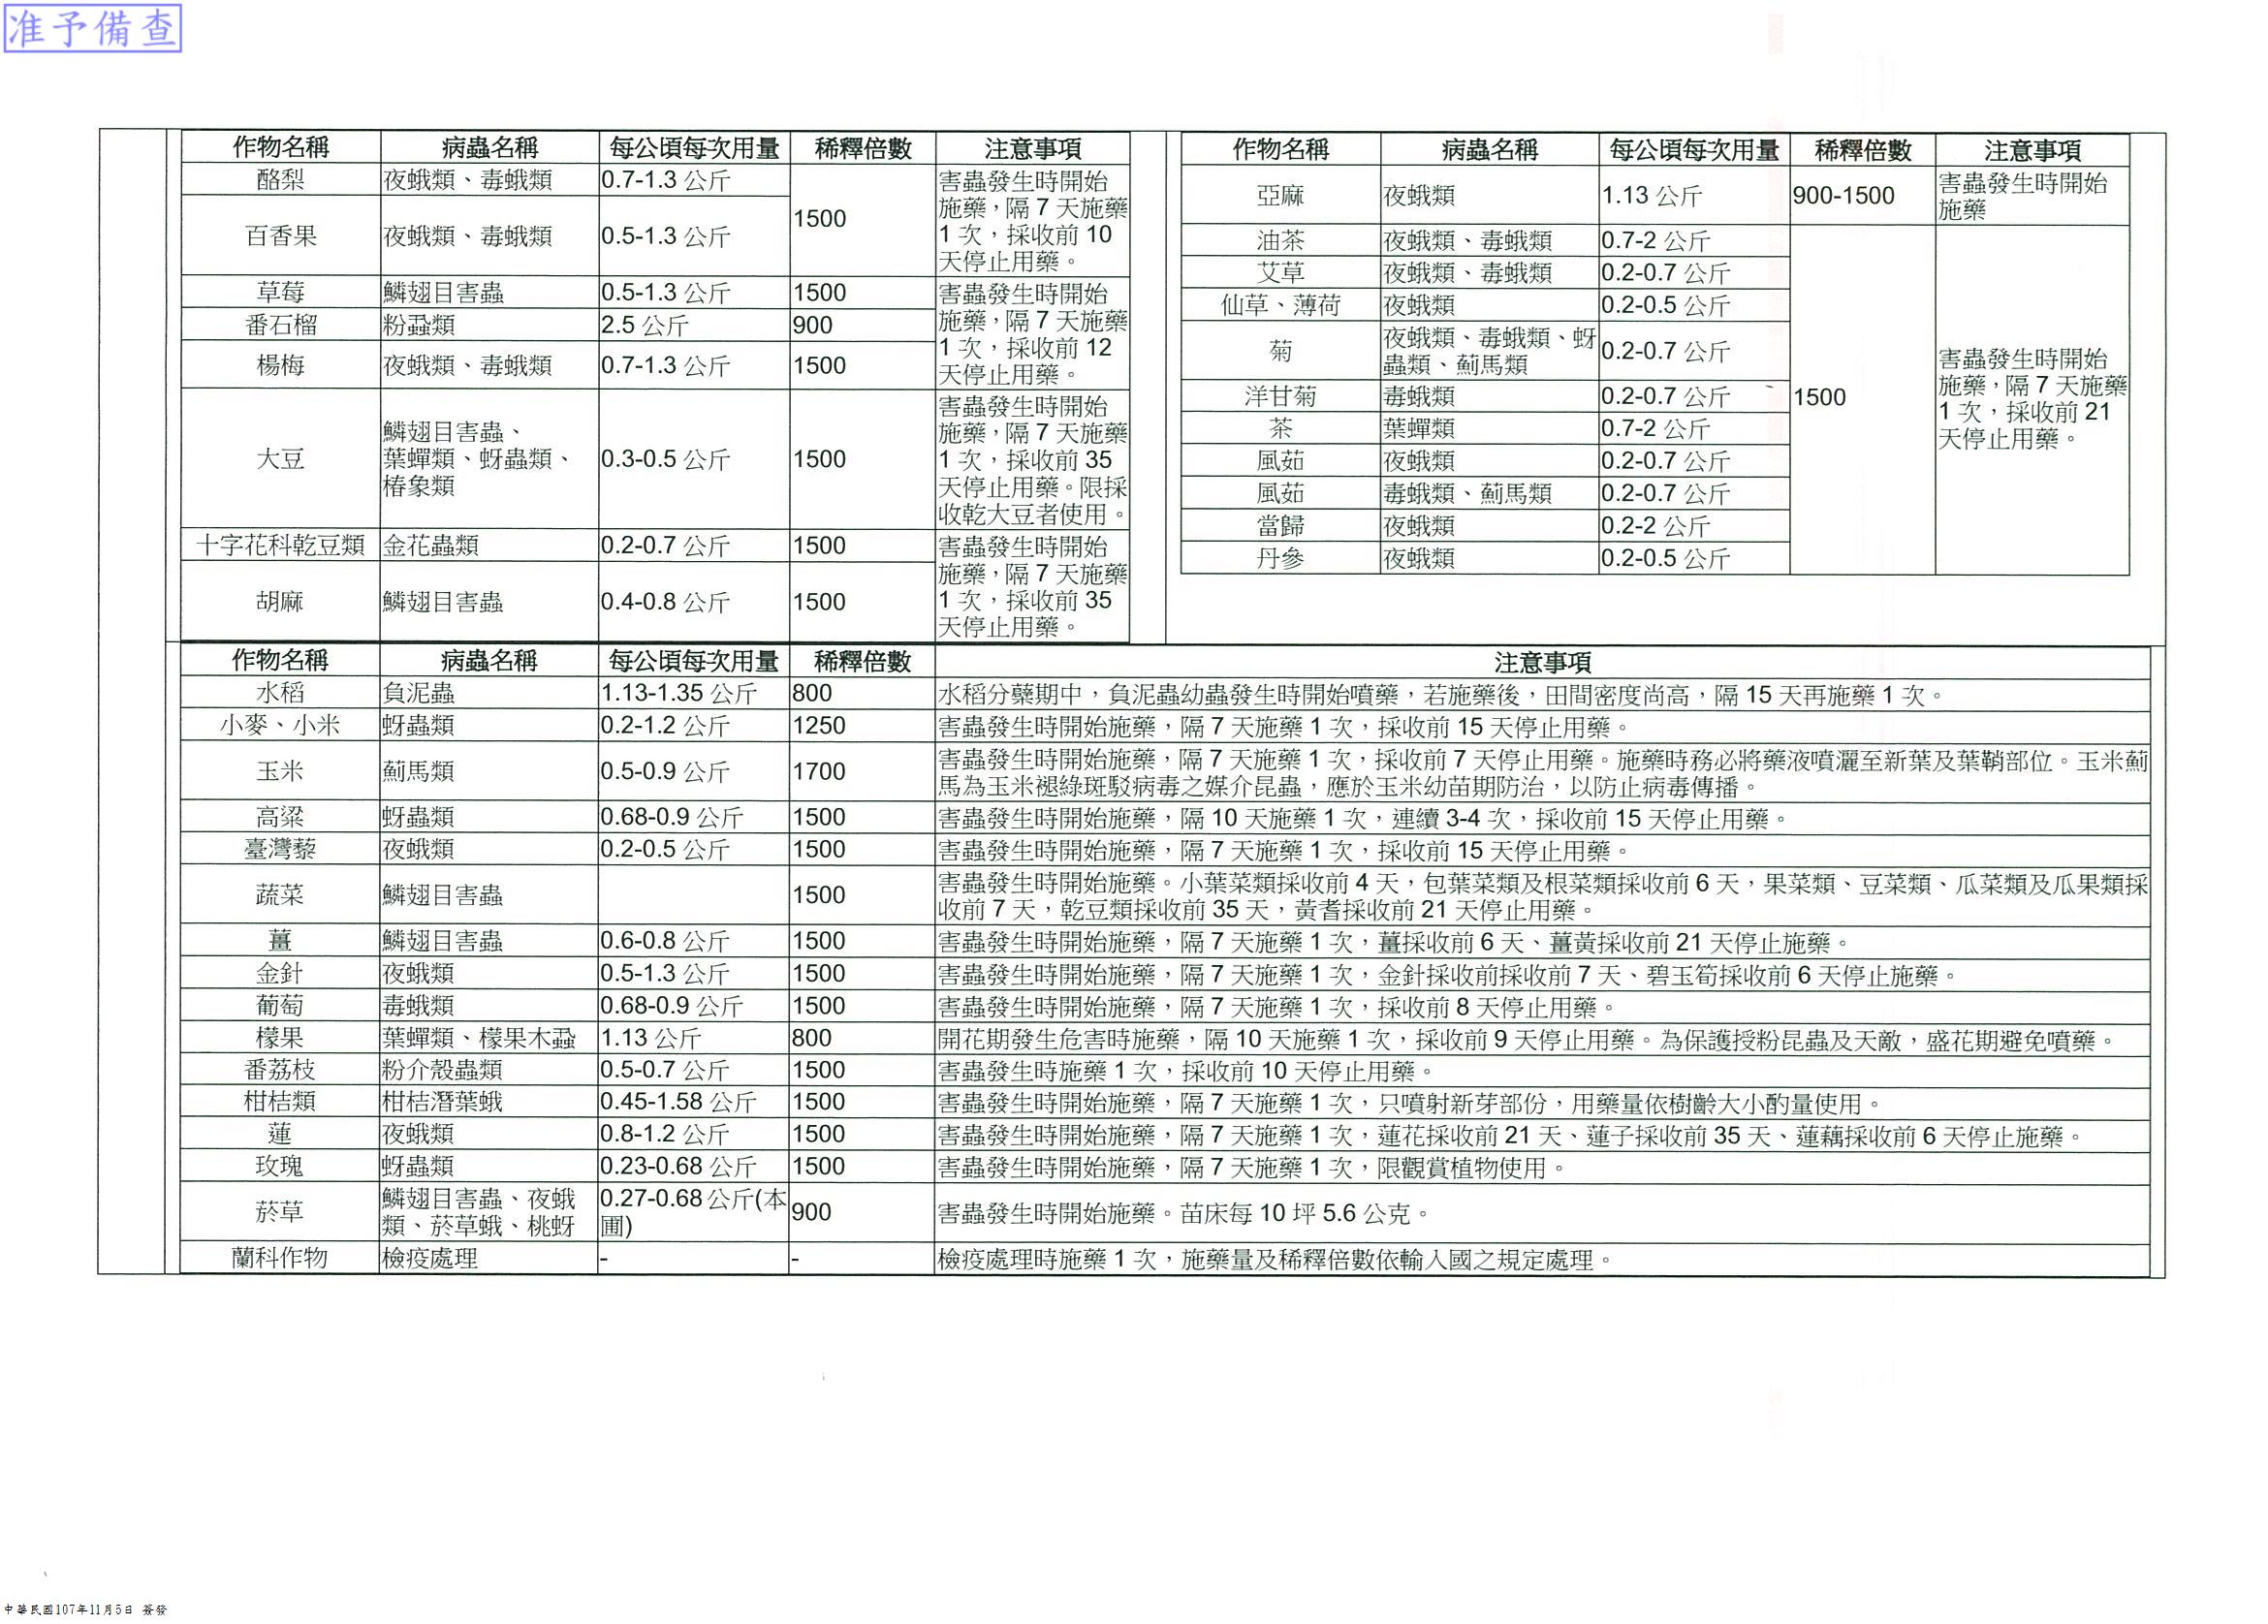 准予備查
作物名稱 病蟲名稱 每公頃每次用量 稀釋倍數 注意事項
酪梨 夜蛾類、毒蛾類 0.7-1.3 公斤 1500 害蟲發生時開始
施藥，隔 7 天施藥
1 次，採收前 10
天停止用藥。
百香果 夜蛾類、毒蛾類 0.5-1.3 公斤
草莓 鱗翅目害蟲 0.5-1.3 公斤 1500 害蟲發生時開始
施藥，隔 7 天施藥
1 次，採收前 12
天停止用藥。
番石榴 粉蝨類 2.5 公斤 900
楊梅 夜蛾類、毒蛾類 0.7-1.3 公斤 1500
大豆 鱗翅目害蟲、
葉蟬類、蚜蟲類、
椿象類 0.3-0.5 公斤 1500 害蟲發生時開始
施藥，隔 7 天施藥
1 次，採收前 35
天停止用藥。限採
收乾大豆者使用。
十字花科乾豆類 金花蟲類 0.2-0.7 公斤 1500 害蟲發生時開始
施藥，隔 7 天施藥
1 次，採收前 35
天停止用藥。
胡麻 鱗翅目害蟲 0.4-0.8 公斤 1500
作物名稱 病蟲名稱 每公頃每次用量 稀釋倍數 注意事項
亞麻 夜蛾類 1.13 公斤 900-1500 害蟲發生時開始
施藥
油茶 夜蛾類、毒蛾類 0.7-2 公斤
艾草 夜蛾類、毒蛾類 0.2-0.7 公斤
仙草、薄荷 夜蛾類 0.2-0.5 公斤
菊 夜蛾類、毒蛾類、蚜
蟲類、薊馬類 0.2-0.7 公斤
洋甘菊 毒蛾類 0.2-0.7 公斤 1500 害蟲發生時開始
施藥，隔 7 天施藥
1 次，採收前 21
天停止用藥。
茶 葉蟬類 0.7-2 公斤
風茹 夜蛾類 0.2-0.7 公斤
風茹 毒蛾類、薊馬類 0.2-0.7 公斤
當歸 夜蛾類 0.2-2 公斤
丹參 夜蛾類 0.2-0.5 公斤
作物名稱 病蟲名稱 每公頃每次用量 稀釋倍數 注意事項
水稻 負泥蟲 1.13-1.35 公斤 800 水稻分蘗期中，負泥蟲幼蟲發生時開始噴藥，若施藥後，田間密度尚高，隔 15 天再施藥 1 次。
小麥、小米 蚜蟲類 0.2-1.2 公斤 1250 害蟲發生時開始施藥，隔 7 天施藥 1 次，採收前 15 天停止用藥。
玉米 薊馬類 0.5-0.9 公斤 1700 害蟲發生時開始施藥，隔 7 天施藥 1 次，採收前 7 天停止用藥。施藥時務必將藥液噴灑至新葉及葉鞘部位。玉米薊
馬為玉米褪綠斑駁病毒之媒介昆蟲，應於玉米幼苗期防治，以防止病毒傳播。
高粱 蚜蟲類 0.68-0.9 公斤 1500 害蟲發生時開始施藥，隔 10 天施藥 1 次，連續 3-4 次，採收前 15 天停止用藥。
臺灣藜 夜蛾類 0.2-0.5 公斤 1500 害蟲發生時開始施藥，隔 7 天施藥 1 次，採收前 15 天停止用藥。
蔬菜 鱗翅目害蟲 1500 害蟲發生時開始施藥。小葉菜類採收前 4 天，包葉菜類及根菜類採收前 6 天，果菜類、豆菜類、瓜菜類及瓜果類採
收前 7 天，乾豆類採收前 35 天，黃耆採收前 21 天停止用藥。
薑 鱗翅目害蟲 0.6-0.8 公斤 1500 害蟲發生時開始施藥，隔 7 天施藥 1 次，薑採收前 6 天、薑黃採收前 21 天停止施藥。
金針 夜蛾類 0.5-1.3 公斤 1500 害蟲發生時開始施藥，隔 7 天施藥 1 次，金針採收前採收前 7 天、碧玉筍採收前 6 天停止施藥。
葡萄 毒蛾類 0.68-0.9 公斤 1500 害蟲發生時開始施藥，隔 7 天施藥 1 次，採收前 8 天停止用藥。
檬果 葉蟬類、檬果木蝨 1.13 公斤 800 開花期發生危害時施藥，隔 10 天施藥 1 次，採收前 9 天停止用藥。為保護授粉昆蟲及天敵，盛花期避免噴藥。
番荔枝 粉介殼蟲類 0.5-0.7 公斤 1500 害蟲發生時施藥 1 次，採收前 10 天停止用藥。
柑桔類 柑桔潛葉蛾 0.45-1.58 公斤 1500 害蟲發生時開始施藥，隔 7 天施藥 1 次，只噴射新芽部份，用藥量依樹齡大小酌量使用。
蓮 夜蛾類 0.8-1.2 公斤 1500 害蟲發生時開始施藥，隔 7 天施藥 1 次，蓮花採收前 21 天、蓮子採收前 35 天、蓮藕採收前 6 天停止施藥。
玫瑰 蚜蟲類 0.23-0.68 公斤 1500 害蟲發生時開始施藥，隔 7 天施藥 1 次，限觀賞植物使用。
菸草 鱗翅目害蟲、夜蛾
類、菸草蛾、桃蚜 0.27-0.68 公斤(本
圃) 900 害蟲發生時開始施藥。苗床每 10 坪 5.6 公克。
蘭科作物 檢疫處理 - - 檢疫處理時施藥 1 次，施藥量及稀釋倍數依輸入國之規定處理。
中華民國107年11月5日 簽發